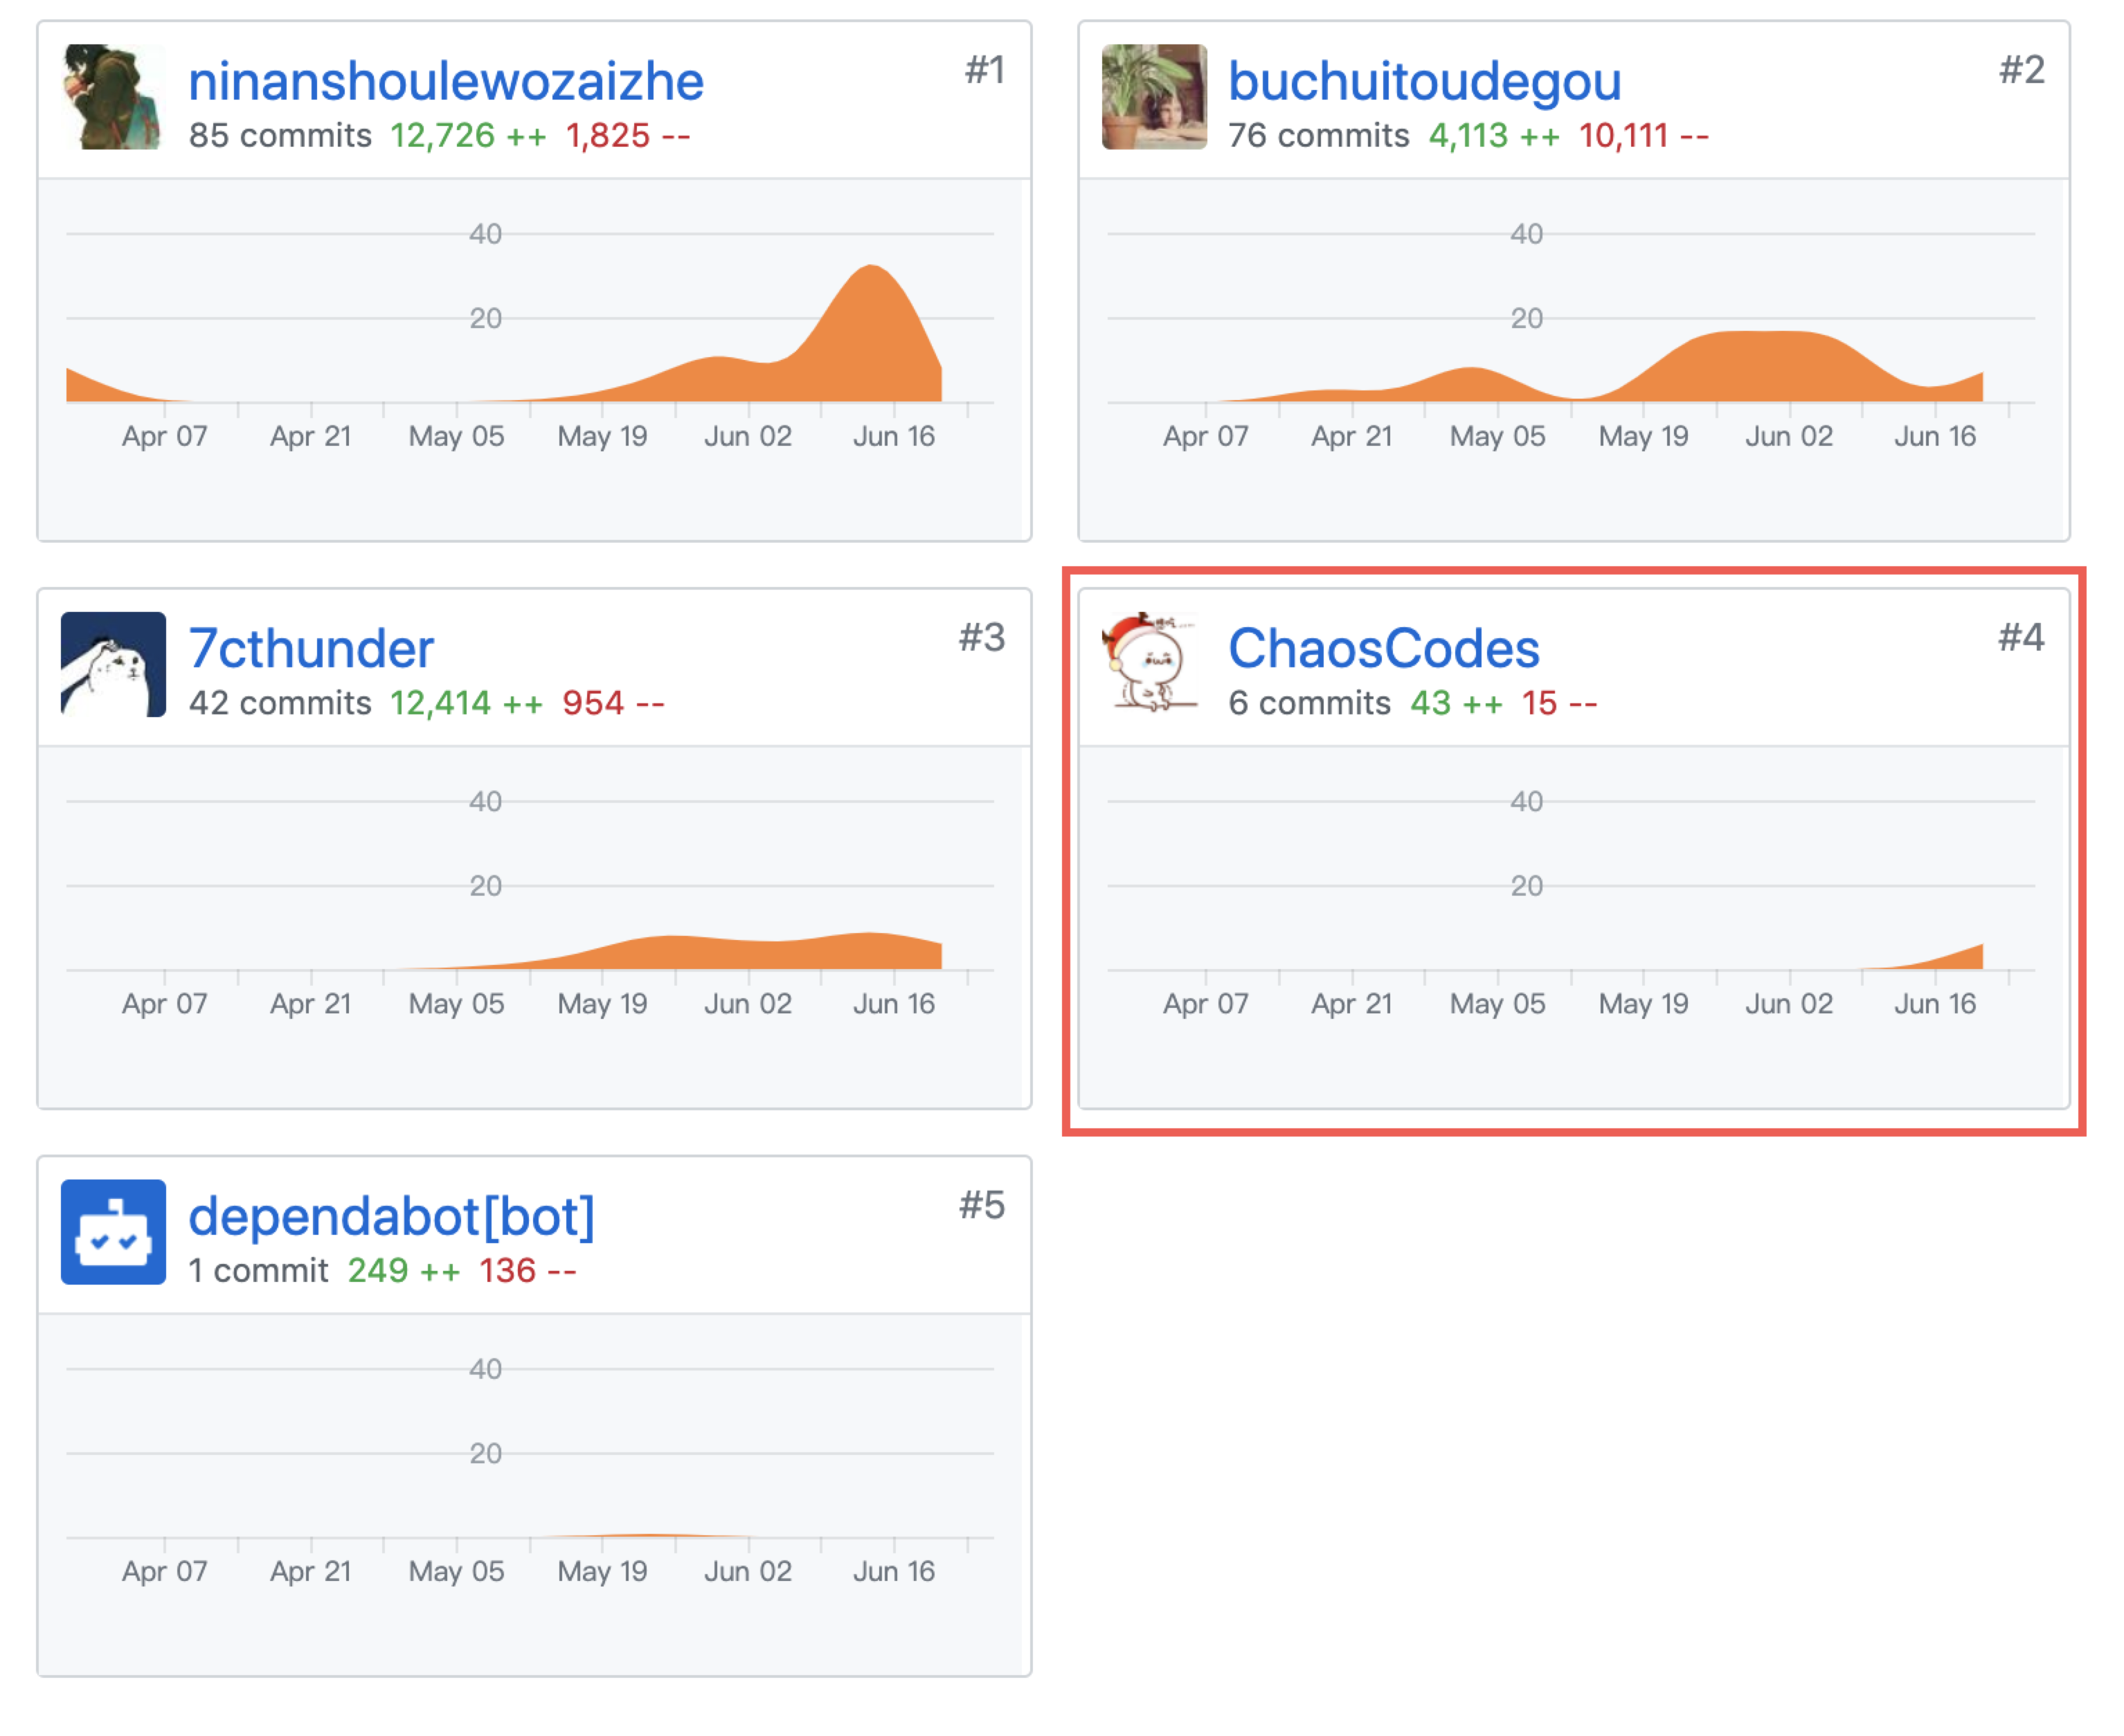 ninanshoulewozaizhe #1
85 commits 12,726 ++ 1,825 --
40
20
Apr 07 Apr 21 May 05 May 19 Jun 02 Jun 16
buchuitoudegou #2
76 commits 4,113 ++ 10,111 --
40
20
Apr 07 Apr 21 May 05 May 19 Jun 02 Jun 16
7cthunder #3
42 commits 12,414 ++ 954 --
40
20
Apr 07 Apr 21 May 05 May 19 Jun 02 Jun 16
ChaosCodes #4
6 commits 43 ++ 15 --
40
20
Apr 07 Apr 21 May 05 May 19 Jun 02 Jun 16
dependabot[bot] #5
1 commit 249 ++ 136 --
40
20
Apr 07 Apr 21 May 05 May 19 Jun 02 Jun 16